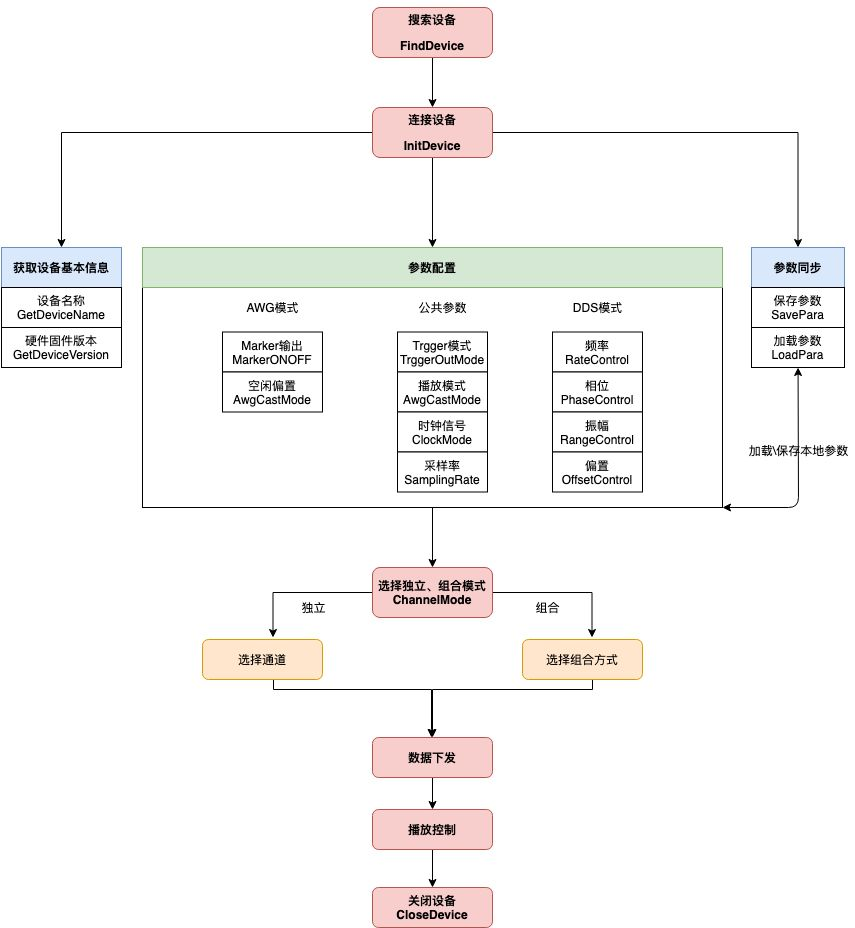 搜索设备
FindDevice
连接设备
InitDevice
获取设备基本信息
设备名称
GetDeviceName
硬件固件版本
GetDeviceVersion
参数配置
AWG模式
Marker输出
MarkerONOFF
空闲偏置
AwgCastMode
公共参数
Trgger模式
TrggerOutMode
播放模式
AwgCastMode
时钟信号
ClockMode
采样率
SamplingRate
DDS模式
频率
RateControl
相位
PhaseControl
振幅
RangeControl
偏置
OffsetControl
参数同步
保存参数
SavePara
加载参数
LoadPara
加载\保存本地参数
选择独立、组合模式
ChannelMode
独立
组合
选择通道
选择组合方式
数据下发
播放控制
关闭设备
CloseDevice